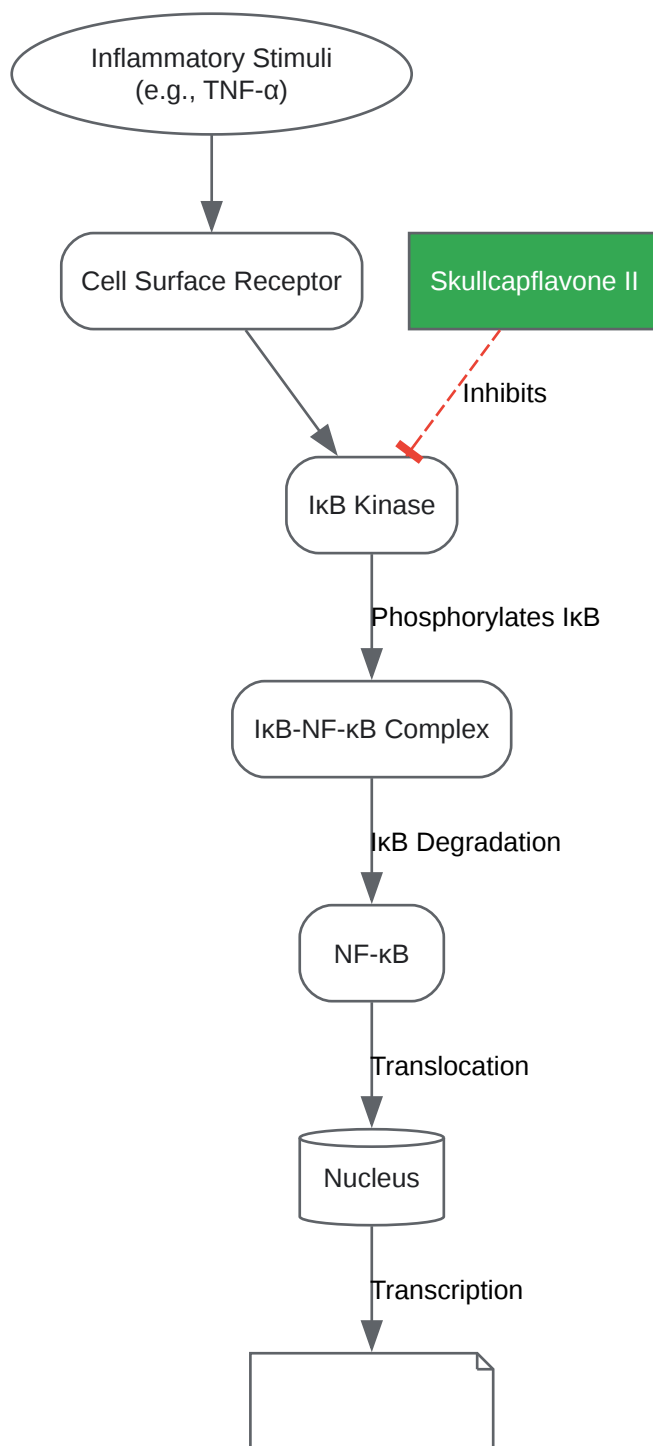 Inflammatory Stimuli
(e.g., TNF-α)
Cell Surface Receptor
Skullcapflavone II
Inhibits
IκB Kinase
Phosphorylates IκB
IκB-NF-κB Complex
IκB Degradation
NF-κB
Translocation
Nucleus
Transcription